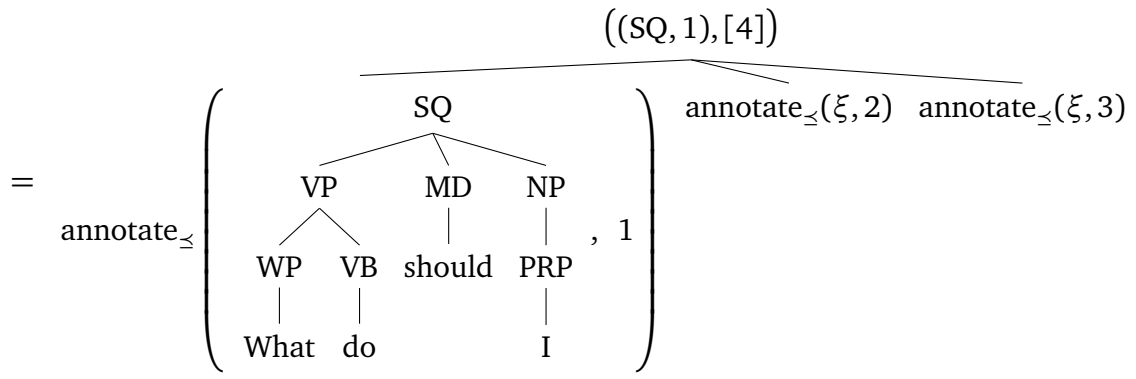 ((SQ, 1), [4])
SQ annotate⪯(ξ, 2) annotate⪯(ξ, 3)
= VP MD NP
annotate⪯ , 1
WP VB should PRP
What do I